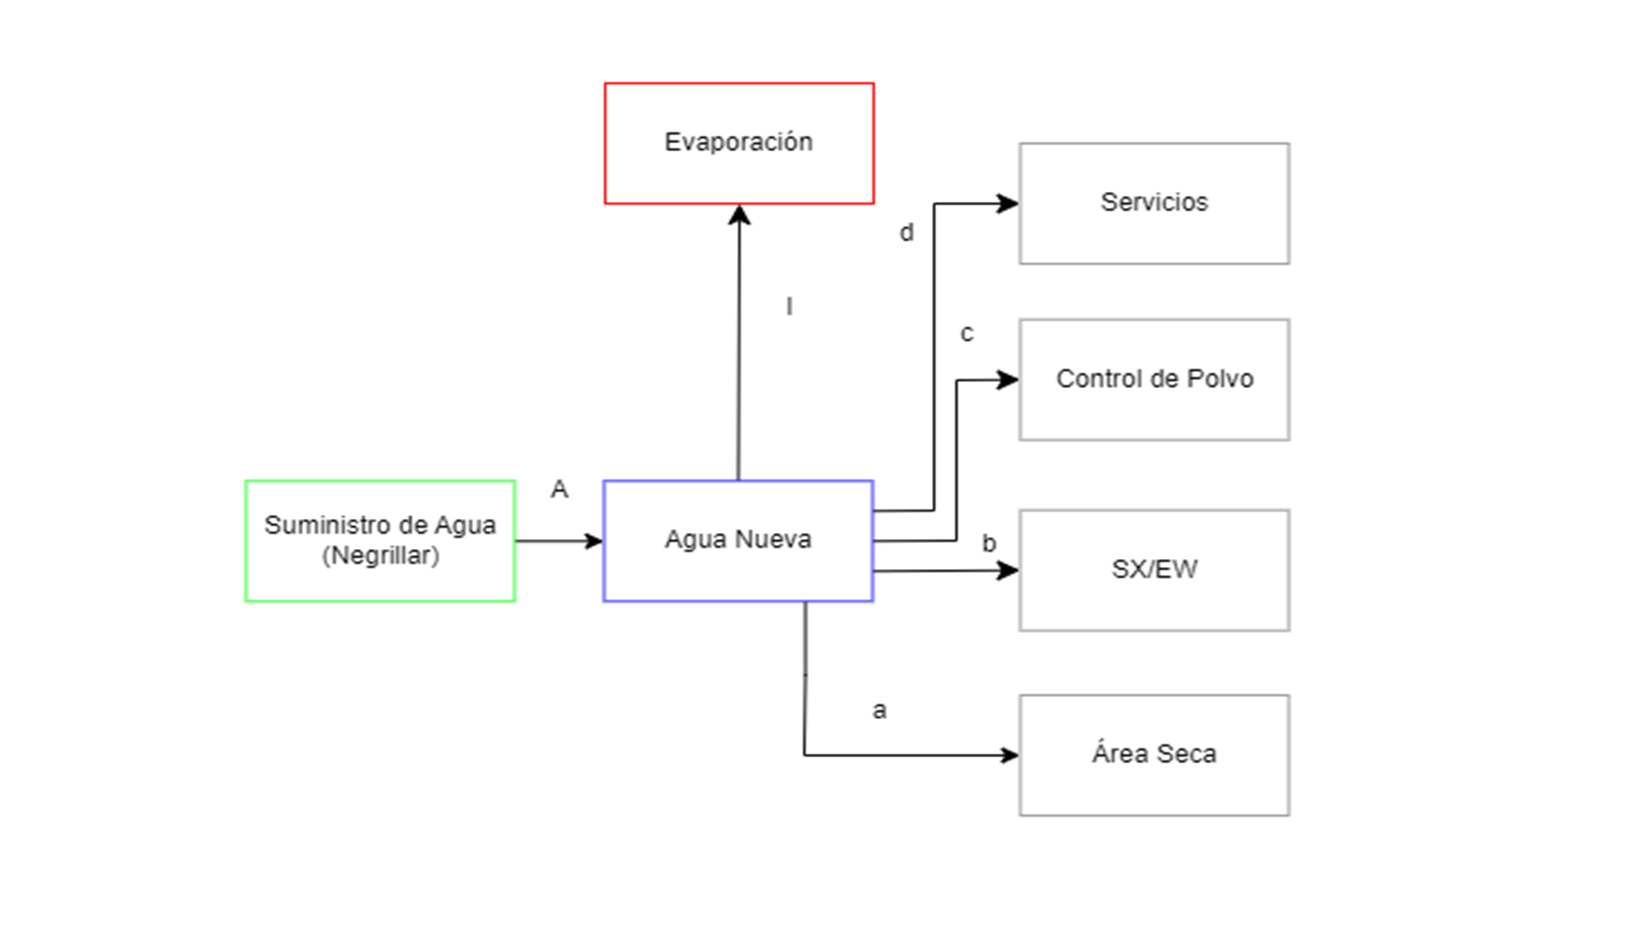 Evaporación
Servicios
d
I
c
Control de Polvo
A
Suministro de Agua
(Negrillar)
Agua Nueva
b
SX/EW
a
Área Seca